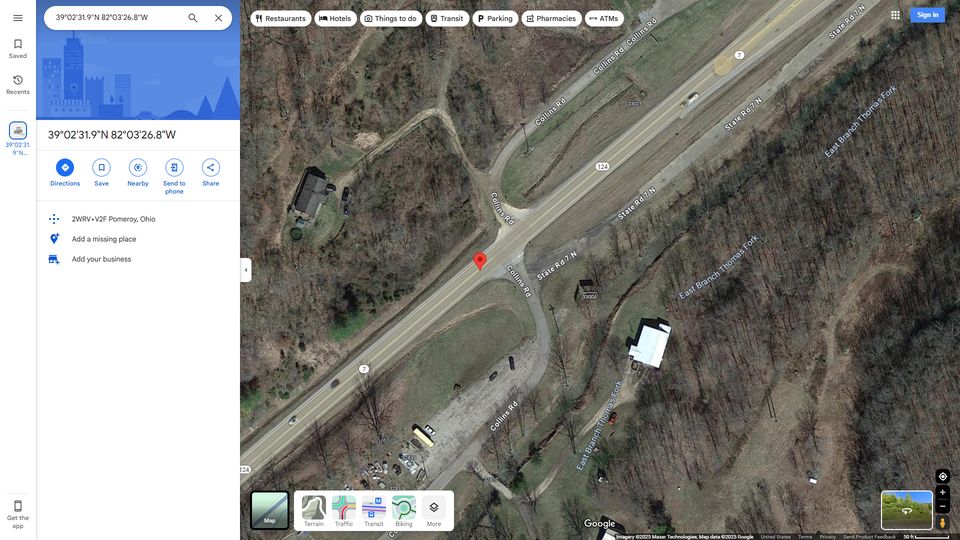 39°02'31.9"N 82°03'26.8"W
Restaurants
Hotels
Things to do
Transit
Parking
Pharmacies
ATMs
Sign in
Saved
Recents
39°02'31.
9"N...
39°02'31.9"N 82°03'26.8"W
Directions
Save
Nearby
Send to
phone
Share
2WRV+V2F Pomeroy, Ohio
Add a missing place
Add your business
Get the
app
Collins Rd
Collins Rd
Collins Rd
State Rd 7 N
7
33021
State Rd 7 N
East Branch Thomas Fork
124
State Rd 7 N
Collins Rd
Collins Rd
State Rd 7 N
East Branch Thomas Fork
33004
7
East Branch Thomas Fork
Collins Rd
124
Map
Terrain
Traffic
Transit
Biking
More
Google
Imagery ©2025 Maxar Technologies, Map data ©2025 Google
United States
Terms
Privacy
Send Product Feedback
50 ft